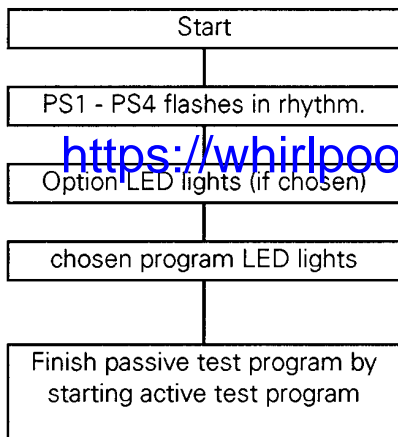 Start
PS1 - PS4 flashes in rhythm.
https://whirlpoo
Option LED lights (if chosen)
chosen program LED lights
Finish passive test program by
starting active test program